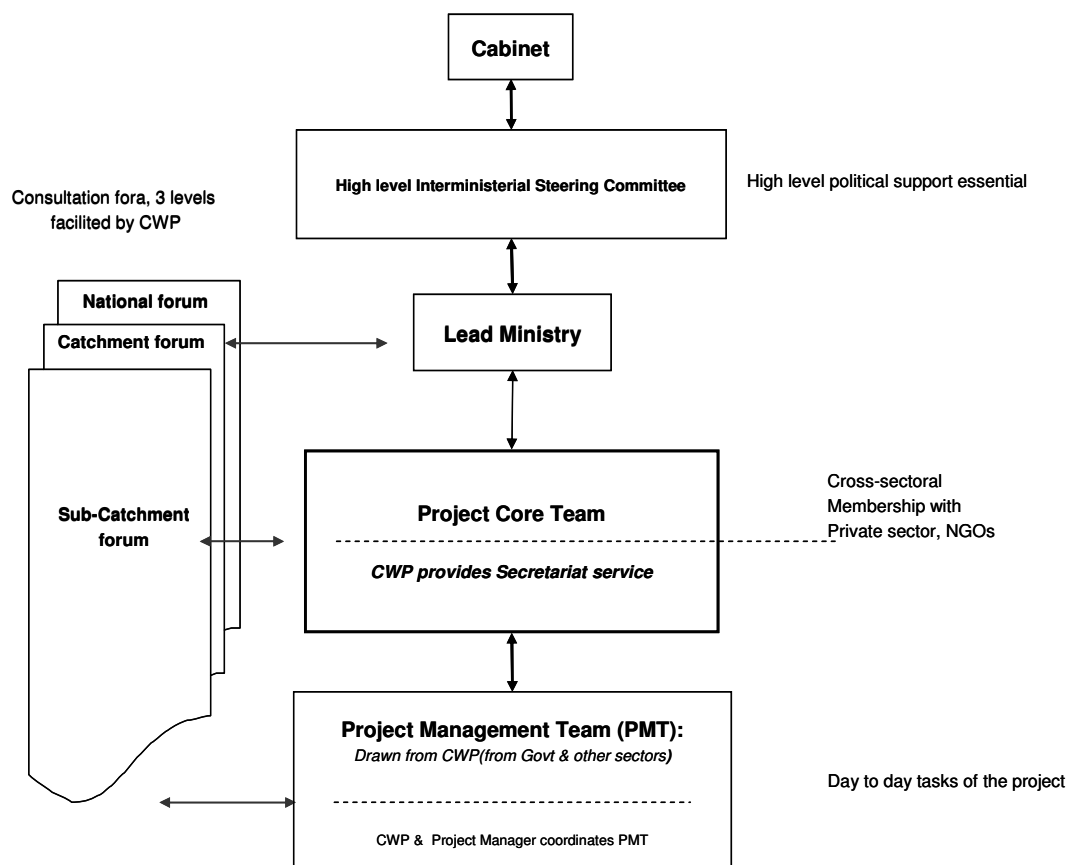 Cabinet
High level Interministerial Steering Committee
High level political support essential
Consultation fora, 3 levels
facilited by CWP
National forum
Catchment forum
Lead Ministry
Sub-Catchment
forum
Project Core Team
CWP provides Secretariat service
Cross-sectoral
Membership with
Private sector, NGOs
Project Management Team (PMT):
Drawn from CWP(from Govt & other sectors)
CWP & Project Manager coordinates PMT
Day to day tasks of the project